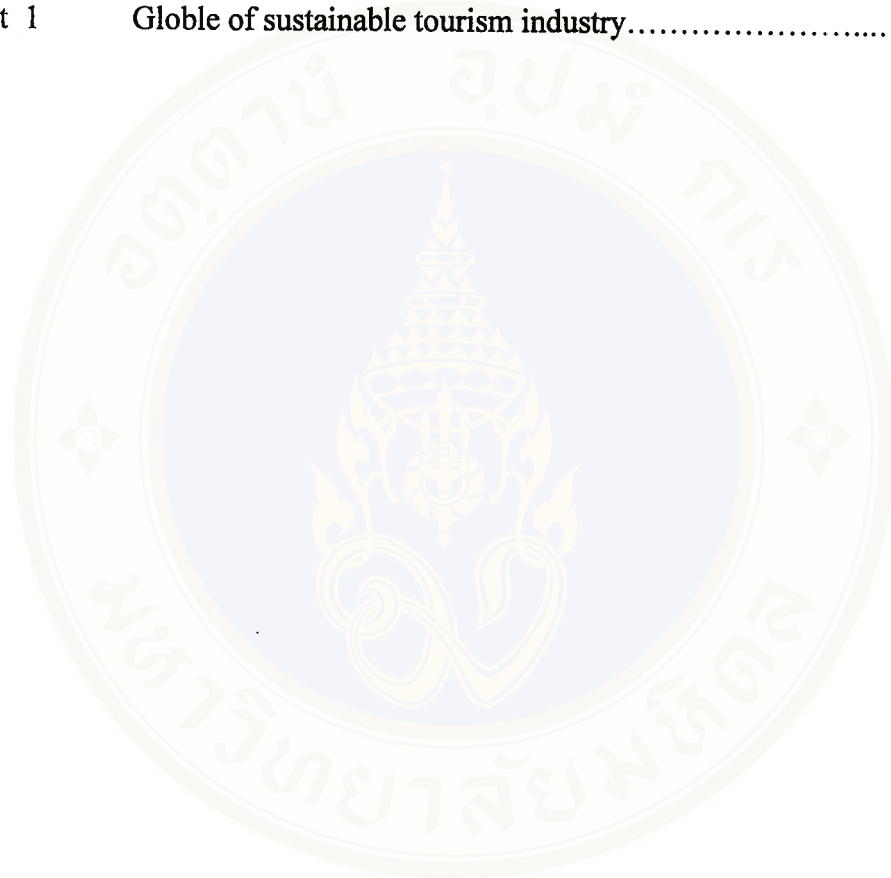 t 1 Globle of sustainable tourism industry..........................
อตฺตานํ อุปมํ กเร
มหาวิทยาลัยมหิดล